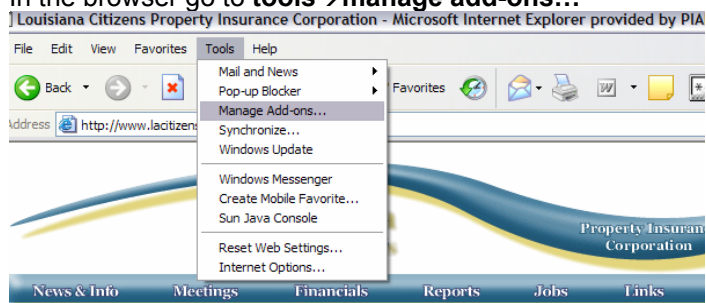 In the browser go to tools→manage add-ons…
Louisiana Citizens Property Insurance Corporation - Microsoft Internet Explorer provided by PIA
File Edit View Favorites Tools Help
Back Favorites
Address http://www.lacitizens
Mail and News
Pop-up Blocker
Manage Add-ons...
Synchronize...
Windows Update
Windows Messenger
Create Mobile Favorite...
Sun Java Console
Reset Web Settings...
Internet Options...
Property Insuran
Corporation
News & Info Meetings Financials Reports Jobs Links